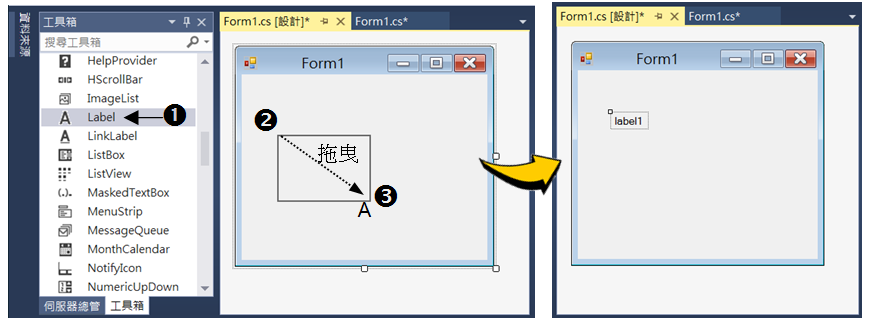 資料來源
工具箱
搜尋工具箱
HelpProvider
HScrollBar
ImageList
Label
LinkLabel
ListBox
ListView
MaskedTextBox
MenuStrip
MessageQueue
MonthCalendar
NotifyIcon
NumericUpDown
伺服器總管 工具箱
❶
Form1.cs [設計]* Form1.cs*
Form1
❷
拖曳
❸
A
Form1.cs [設計]* Form1.cs*
Form1
label1